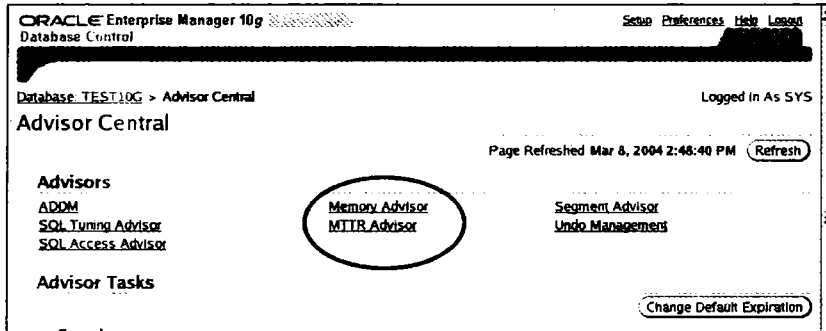 ORACLE Enterprise Manager 10g
Setup Preferences Help Logout
Database Control
Database: TEST10G > Advisor Central
Logged in As SYS
Advisor Central
Page Refreshed Mar 8, 2004 2:48:40 PM Refresh
Advisors
ADDM Memory Advisor Segment Advisor
SQL Tuning Advisor MTTR Advisor Undo Management
SQL Access Advisor
Advisor Tasks
Change Default Expiration